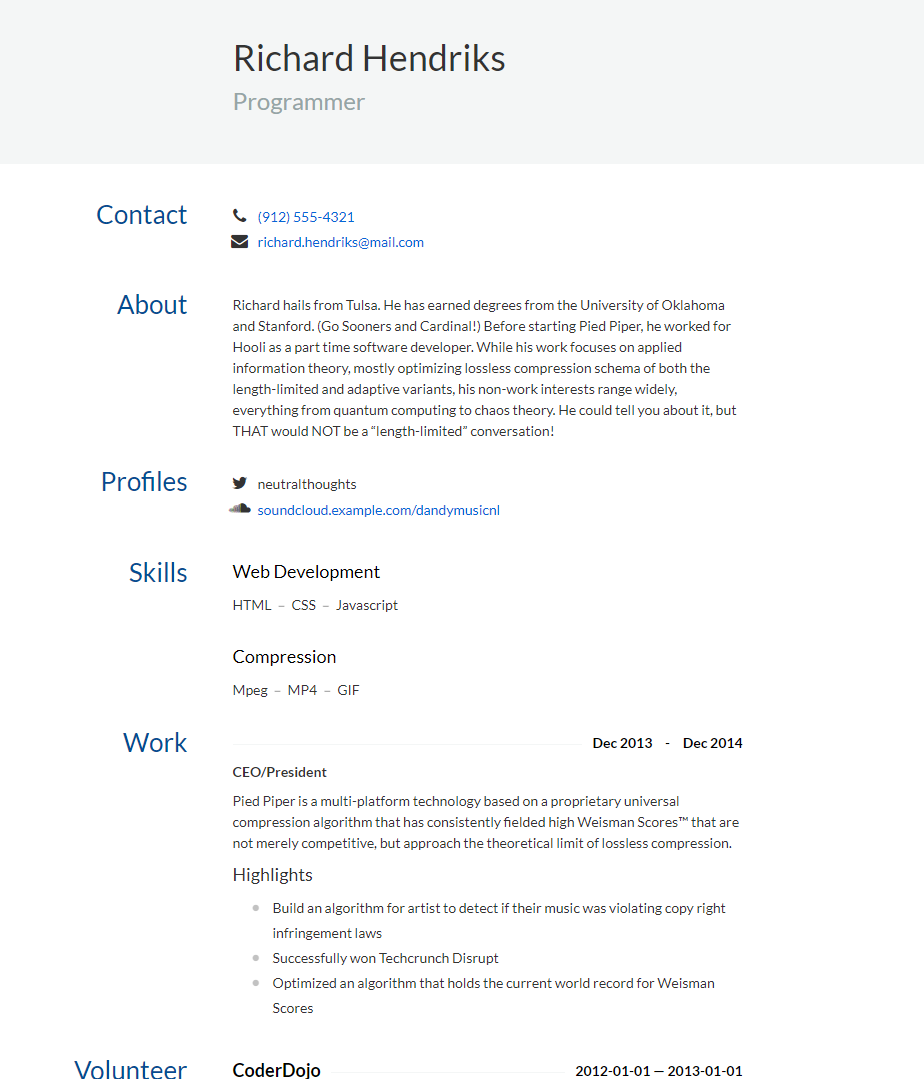 Richard Hendriks
Programmer
Contact
(912) 555-4321
richard.hendriks@mail.com
About
Richard hails from Tulsa. He has earned degrees from the University of Oklahoma
and Stanford. (Go Sooners and Cardinal!) Before starting Pied Piper, he worked for
Hooli as a part time software developer. While his work focuses on applied
information theory, mostly optimizing lossless compression schema of both the
length-limited and adaptive variants, his non-work interests range widely,
everything from quantum computing to chaos theory. He could tell you about it, but
THAT would NOT be a “length-limited” conversation!
Profiles
neutralthoughts
soundcloud.example.com/dandymusicnl
Skills
Web Development
HTML – CSS – Javascript
Compression
Mpeg – MP4 – GIF
Work
Dec 2013 - Dec 2014
CEO/President
Pied Piper is a multi-platform technology based on a proprietary universal
compression algorithm that has consistently fielded high Weisman Scores™ that are
not merely competitive, but approach the theoretical limit of lossless compression.
Highlights
Build an algorithm for artist to detect if their music was violating copy right
infringement laws
Successfully won Techcrunch Disrupt
Optimized an algorithm that holds the current world record for Weisman
Scores
Volunteer
CoderDojo 2012-01-01 — 2013-01-01